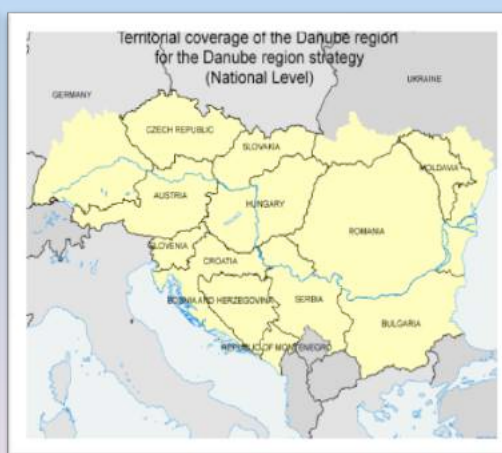 Territorial coverage of the Danube region
for the Danube region strategy
(National Level)
UKRAINE
GERMANY
CZECH REPUBLIC
SLOVAKIA
MOLDAVIA
AUSTRIA
HUNGARY
ROMANIA
SLOVENIA
CROATIA
BOSNIA AND HERZEGOVINA
SERBIA
BULGARIA
REPUBLIC OF MONTENEGRO